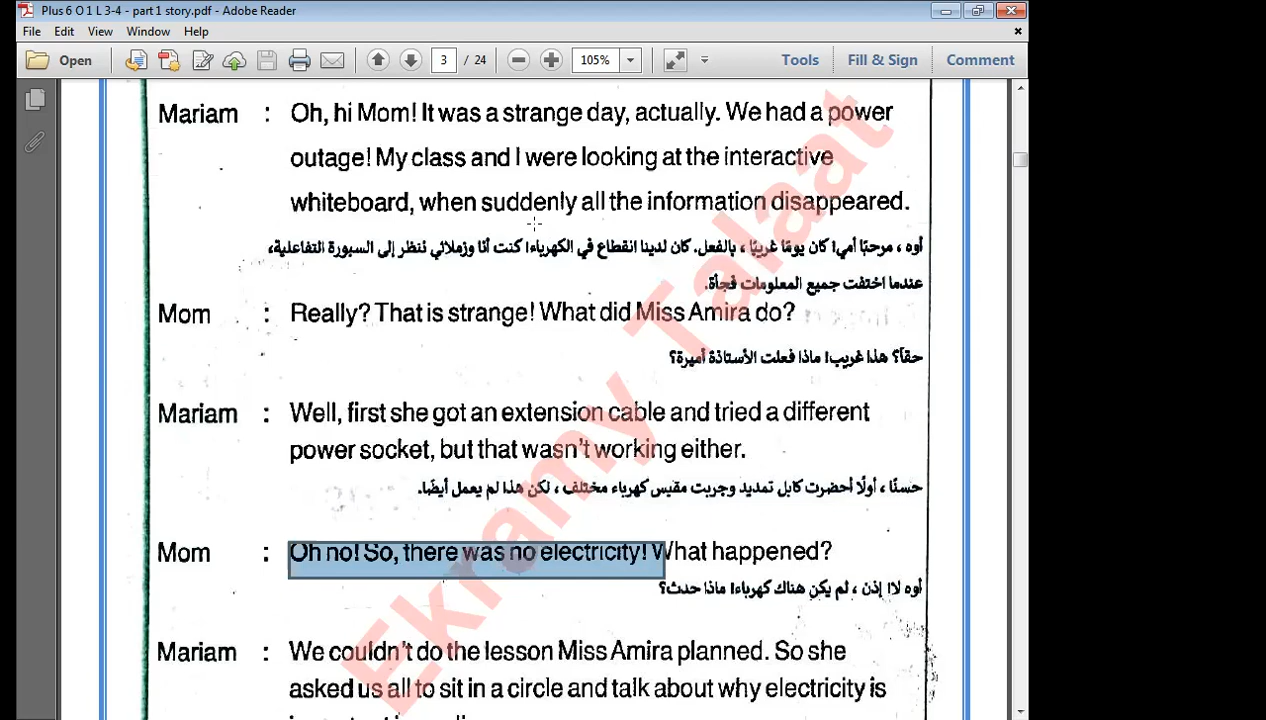 Plus 6 O 1 L 3-4 - part 1 story.pdf - Adobe Reader
File Edit View Window Help
Open 3 / 24 105% Tools Fill & Sign Comment
Mariam : Oh, hi Mom! It was a strange day, actually. We had a power
outage! My class and I were looking at the interactive
whiteboard, when suddenly all the information disappeared.
أوه ، مرحبًا أمي! كان يومًا غريبًا ، بالفعل. كان لدينا انقطاع في الكهرباء! كنت أنا وزملائي ننظر إلى السبورة التفاعلية،
عندما اختفت جميع المعلومات فجأة.
Mom : Really? That is strange! What did Miss Amira do?
حقاً؟ هذا غريب! ماذا فعلت الأستاذة أميرة؟
Mariam : Well, first she got an extension cable and tried a different
power socket, but that wasn't working either.
حسنًا ، أولًا أحضرت كابل تمديد وجربت مقبس كهرباء مختلف ، لكن هذا لم يعمل أيضًا.
Mom : Oh no! So, there was no electricity! What happened?
أوه لا! إذن ، لم يكن هناك كهرباء! ماذا حدث؟
Mariam : We couldn't do the lesson Miss Amira planned. So she
asked us all to sit in a circle and talk about why electricity is
Ekramy Talaat